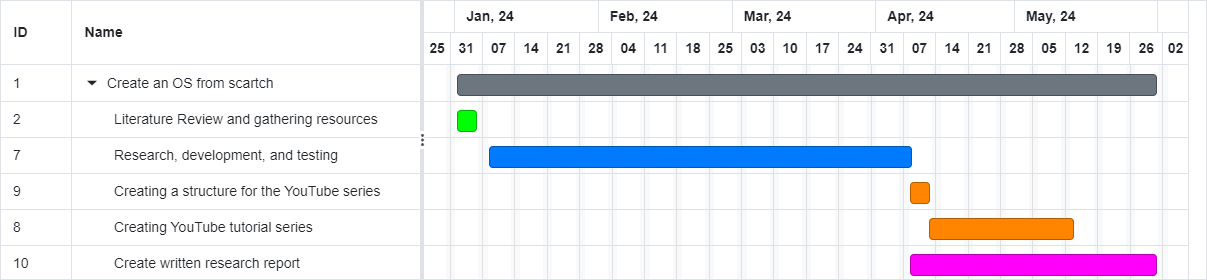 ID Name Jan, 24 Feb, 24 Mar, 24 Apr, 24 May, 24
25 31 07 14 21 28 04 11 18 25 03 10 17 24 31 07 14 21 28 05 12 19 26 02
1 Create an OS from scartch
2 Literature Review and gathering resources
7 Research, development, and testing
9 Creating a structure for the YouTube series
8 Creating YouTube tutorial series
10 Create written research report